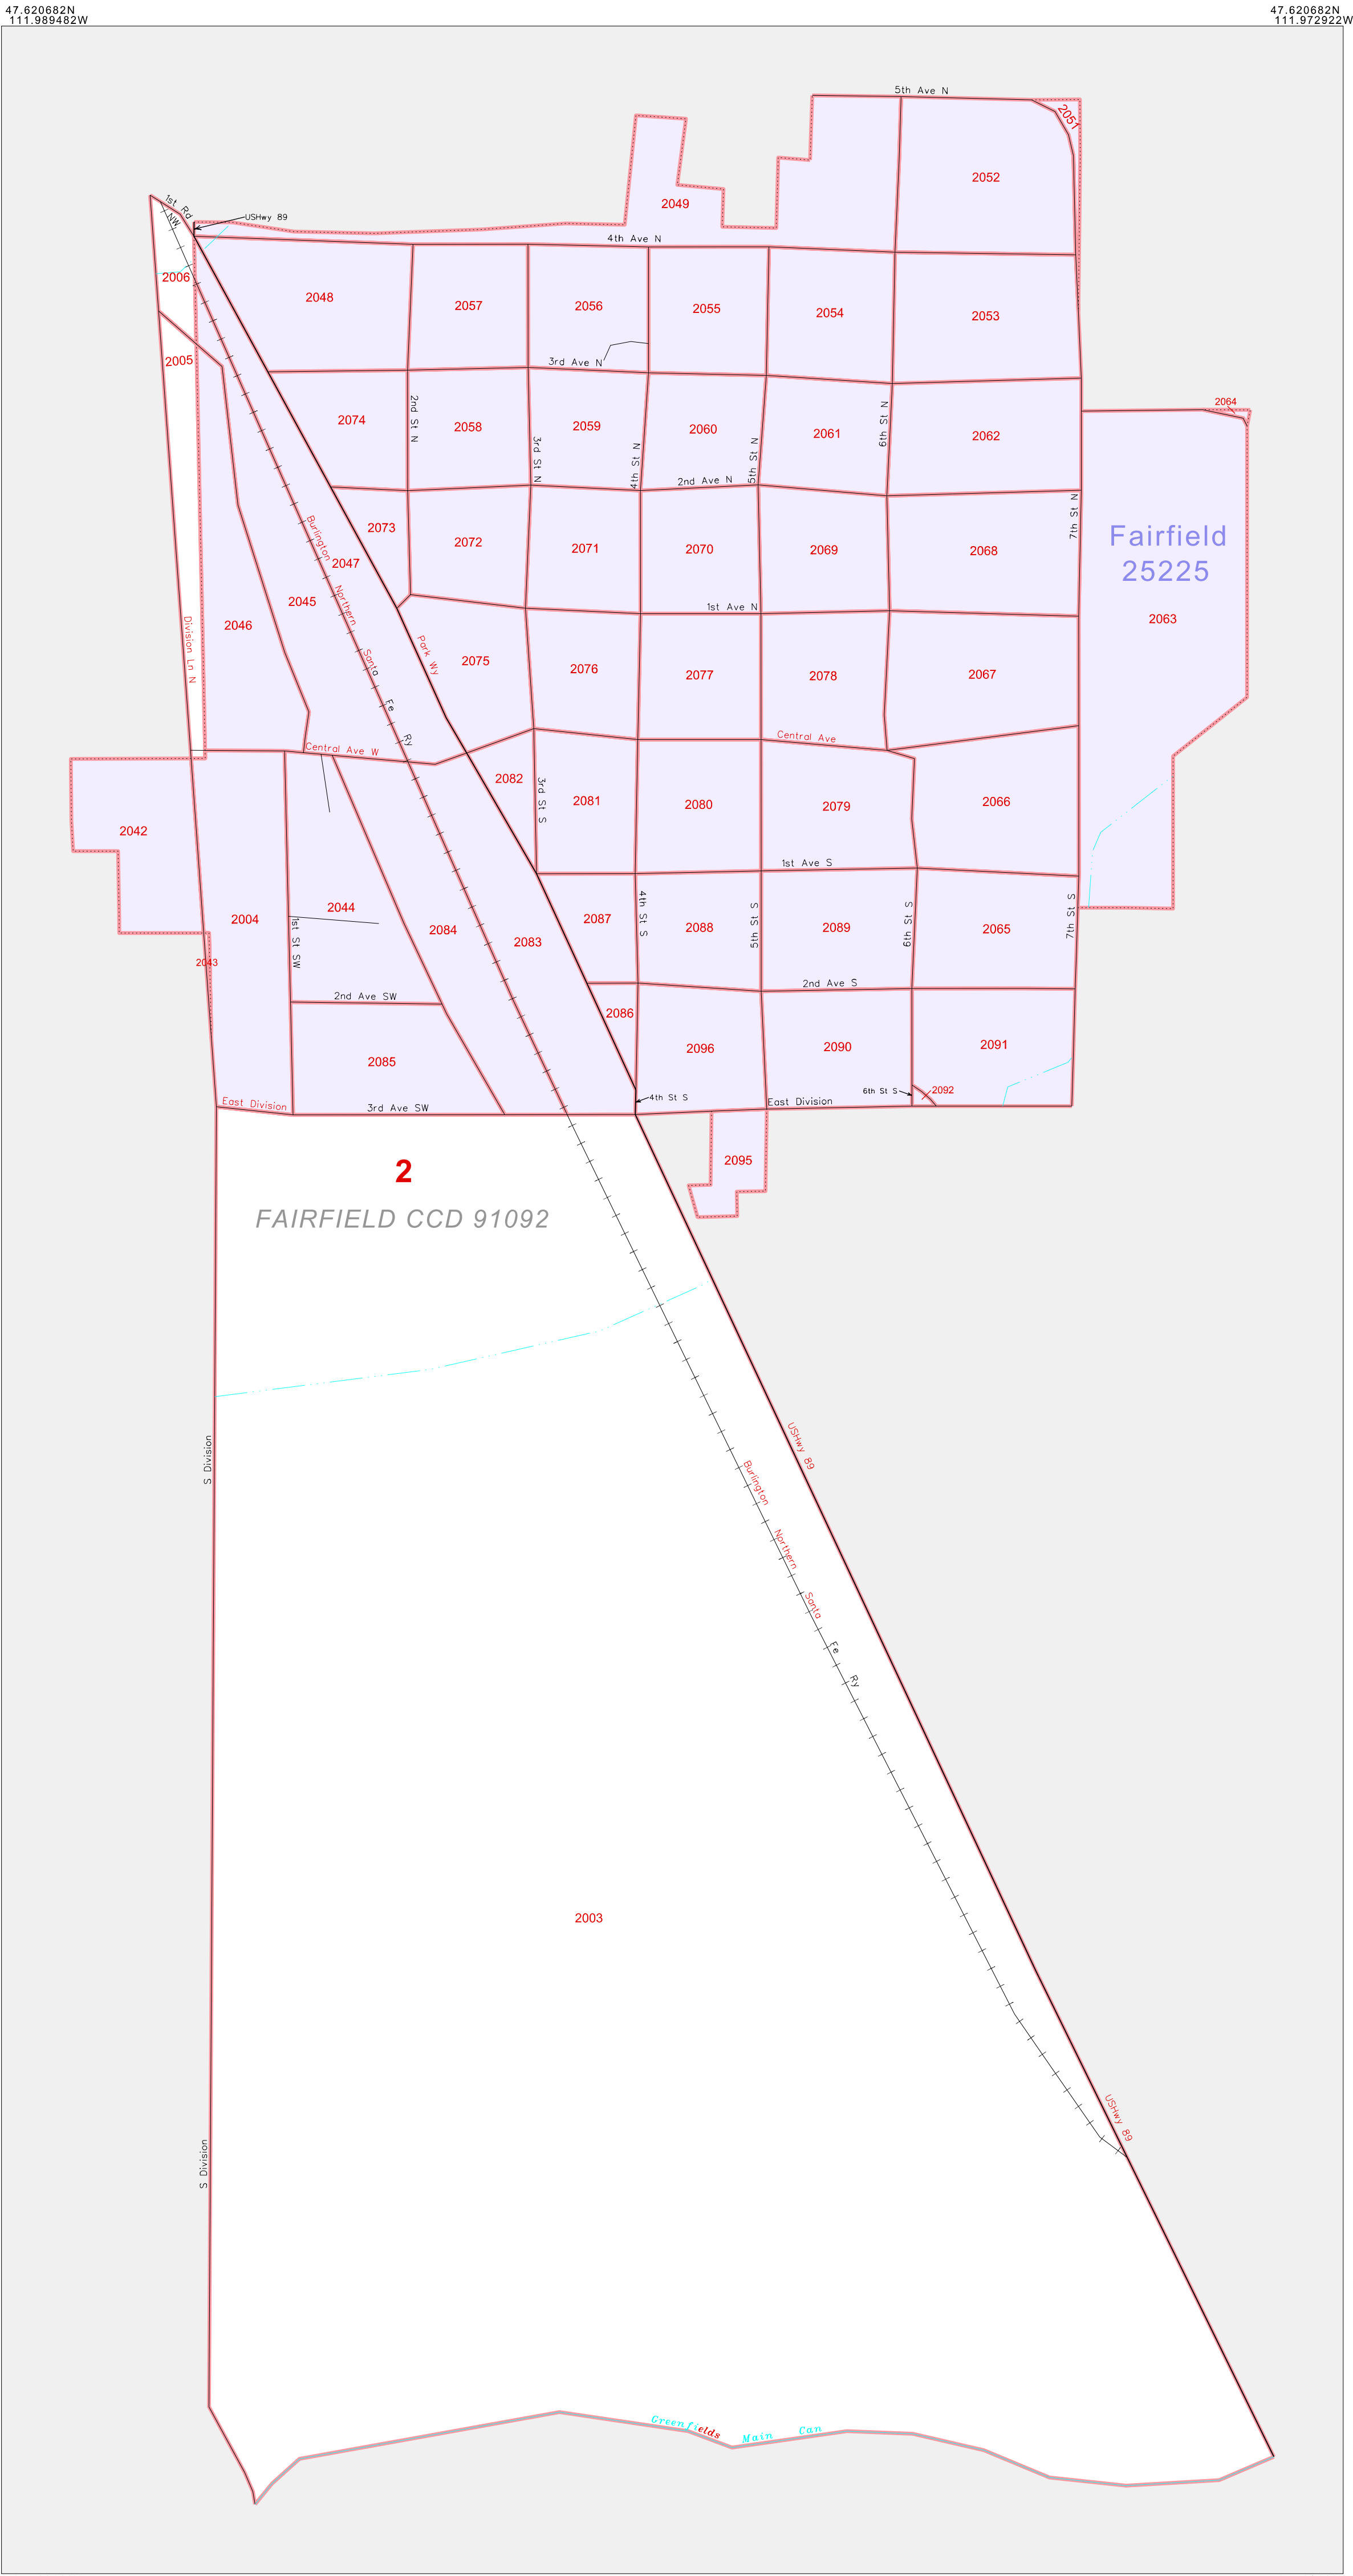 47.620682N
111.989482W
47.620682N
111.972922W
5th Ave N
2051
2052
1st Rd
NW
USHwy 89
2049
4th Ave N
2006
2048
2057
2056
2055
2054
2053
2005
3rd Ave N
2064
2074
2nd St N
2058
3rd St N
2059
4th St N
2060
5th St N
2061
6th St N
2062
2nd Ave N
7th St N
Fairfield
25225
Burlington
Northern
Santa
Fe
Ry
2073
2072
2071
2070
2069
2068
2047
2045
2046
Division Ln N
1st Ave N
2063
Park Wy
2075
2076
2077
2078
2067
Central Ave W
Central Ave
2082
3rd St S
2081
2080
2079
2066
2042
1st Ave S
2004
2044
1st St SW
2084
2083
2087
4th St S
2088
5th St S
2089
6th St S
2065
7th St S
2043
2nd Ave SW
2nd Ave S
2086
2085
2096
2090
2091
6th St S
2092
4th St S
East Division
3rd Ave SW
East Division
2095
2
FAIRFIELD CCD 91092
S Division
USHwy 89
Burlington
Northern
Santa
Fe
Ry
2003
S Division
USHwy 89
Greenfields
Main
Can